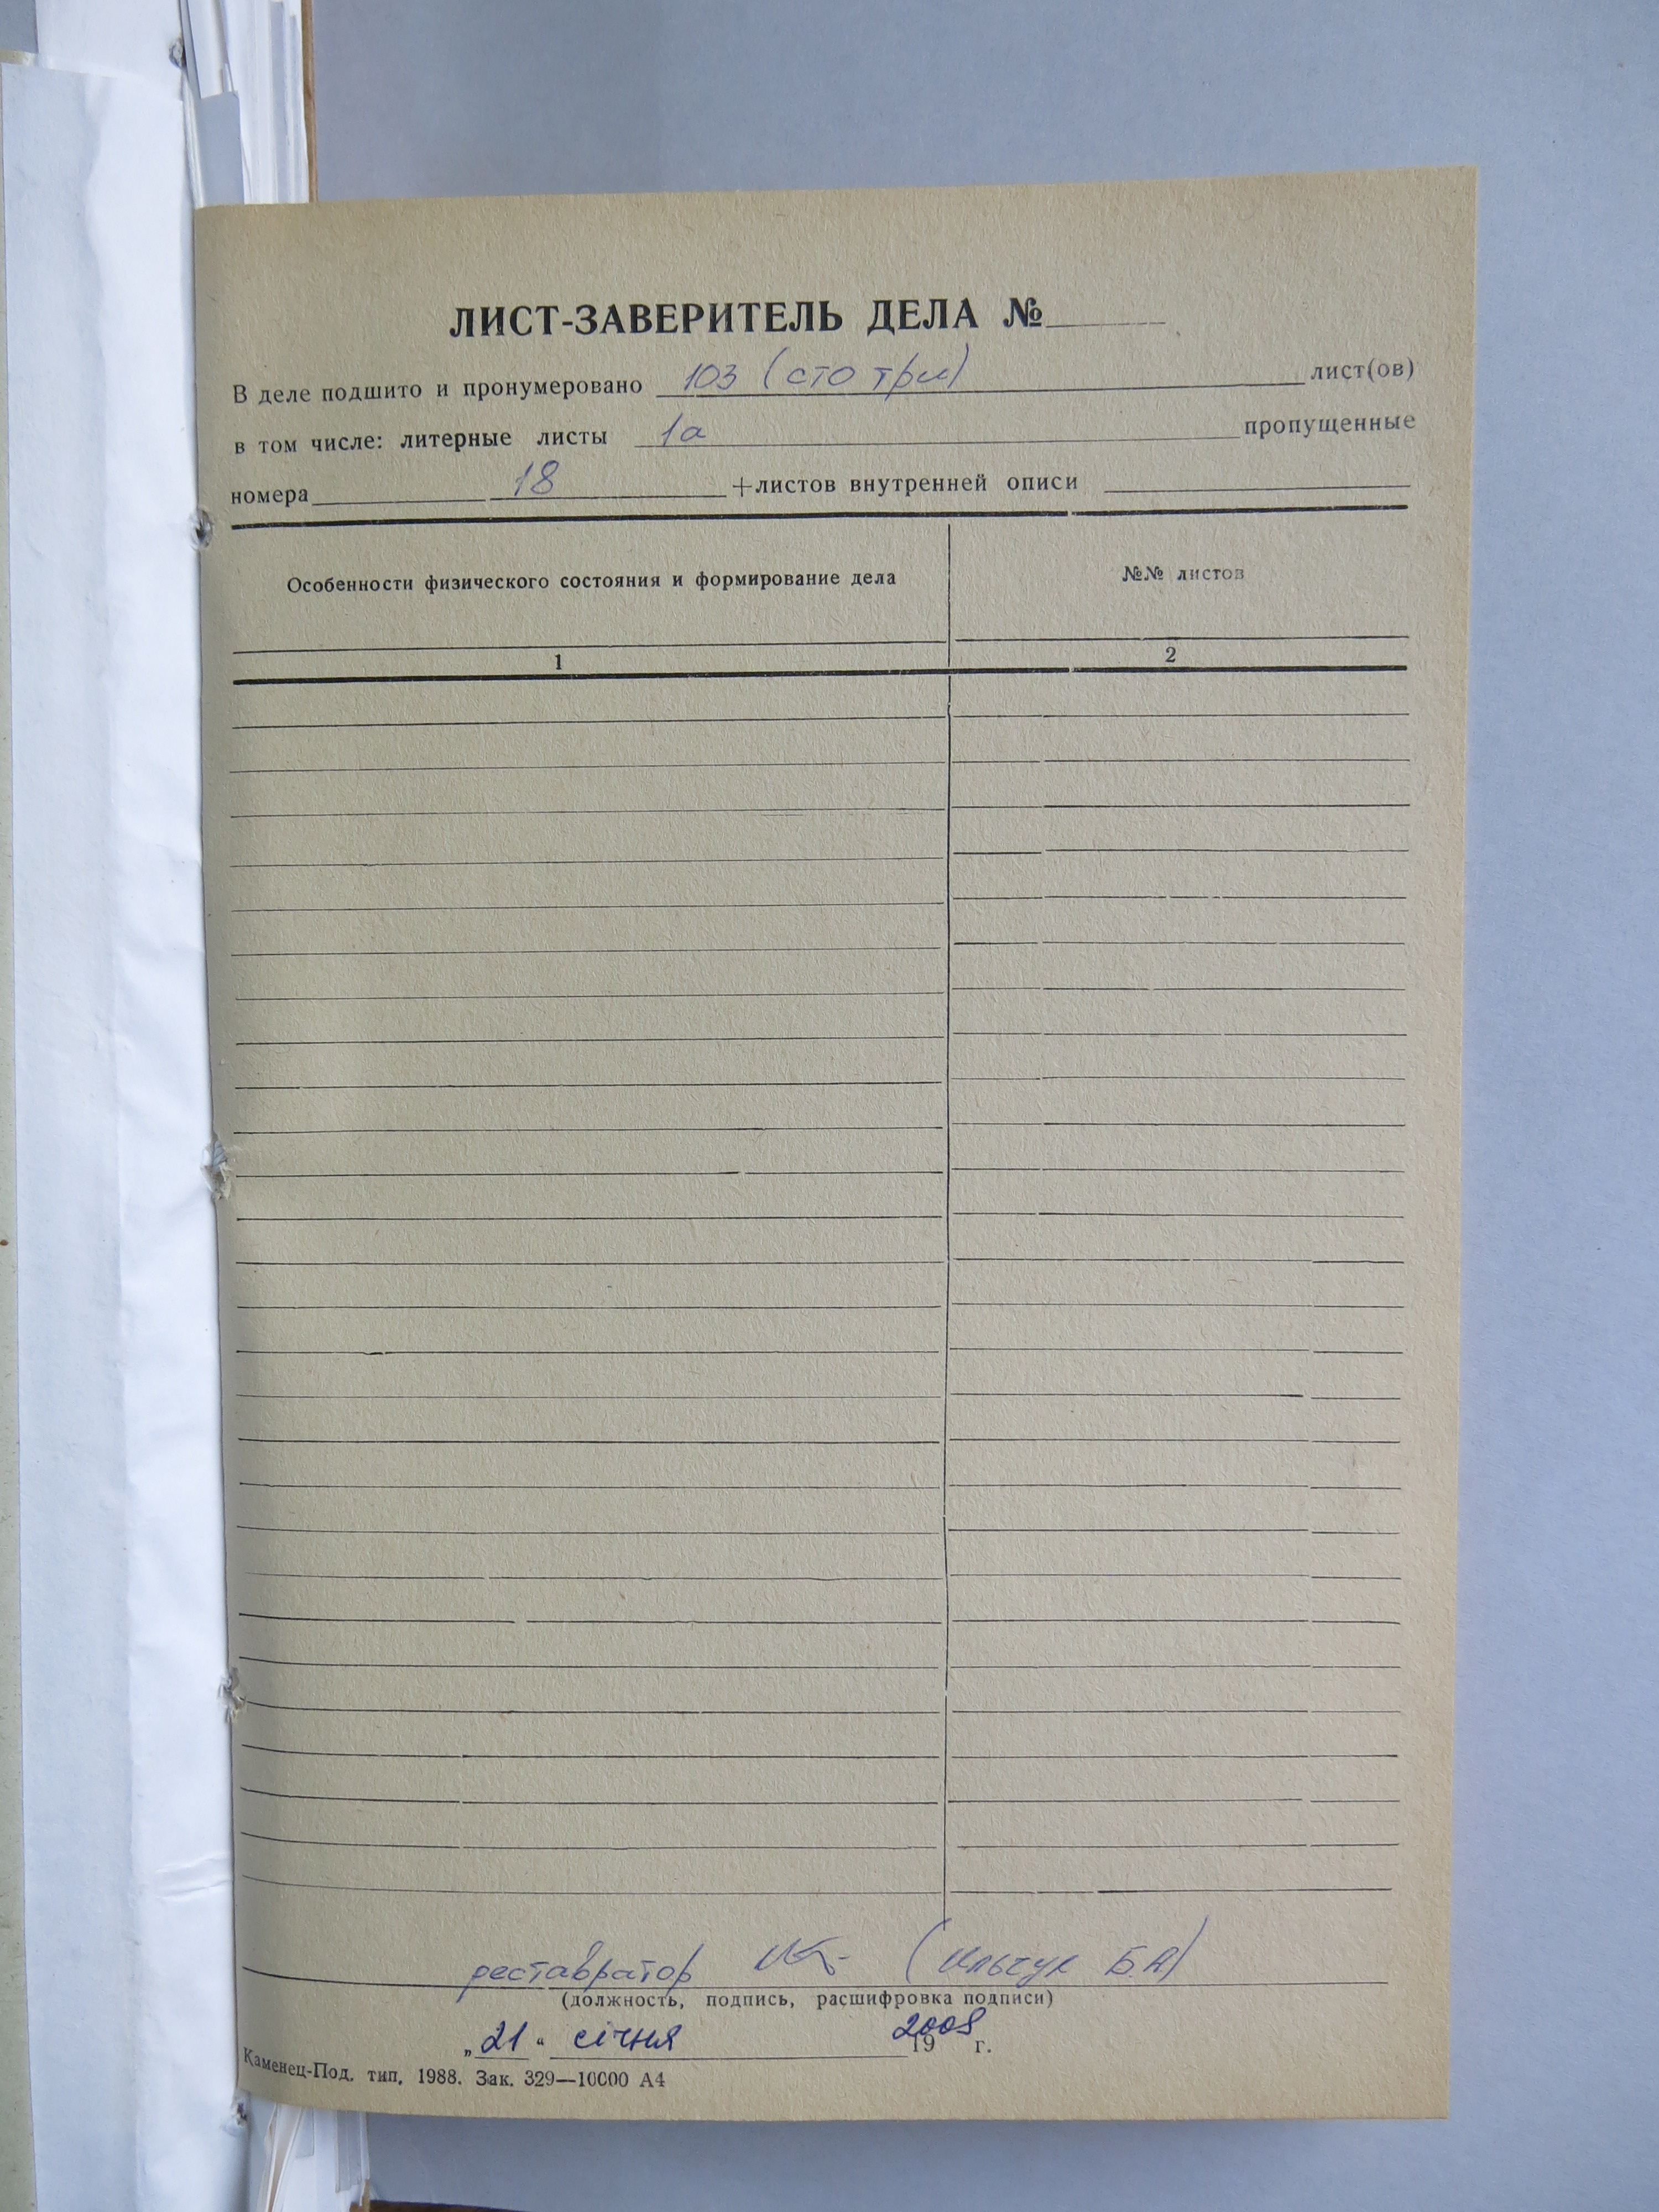 ЛИСТ-ЗАВЕРИТЕЛЬ ДЕЛА №
В деле подшито и пронумеровано 103 (сто три) лист(ов)
в том числе: литерные листы 1а пропущенные
номера 18 +листов внутренней описи
Особенности физического состояния и формирование дела
№№ листов
1
2
реставратор (Ільчук Б.А)
(должность, подпись, расшифровка подписи)
„21“ січня 2008 19 г.
Каменец-Под. тип. 1988. Зак. 329—10000 А4